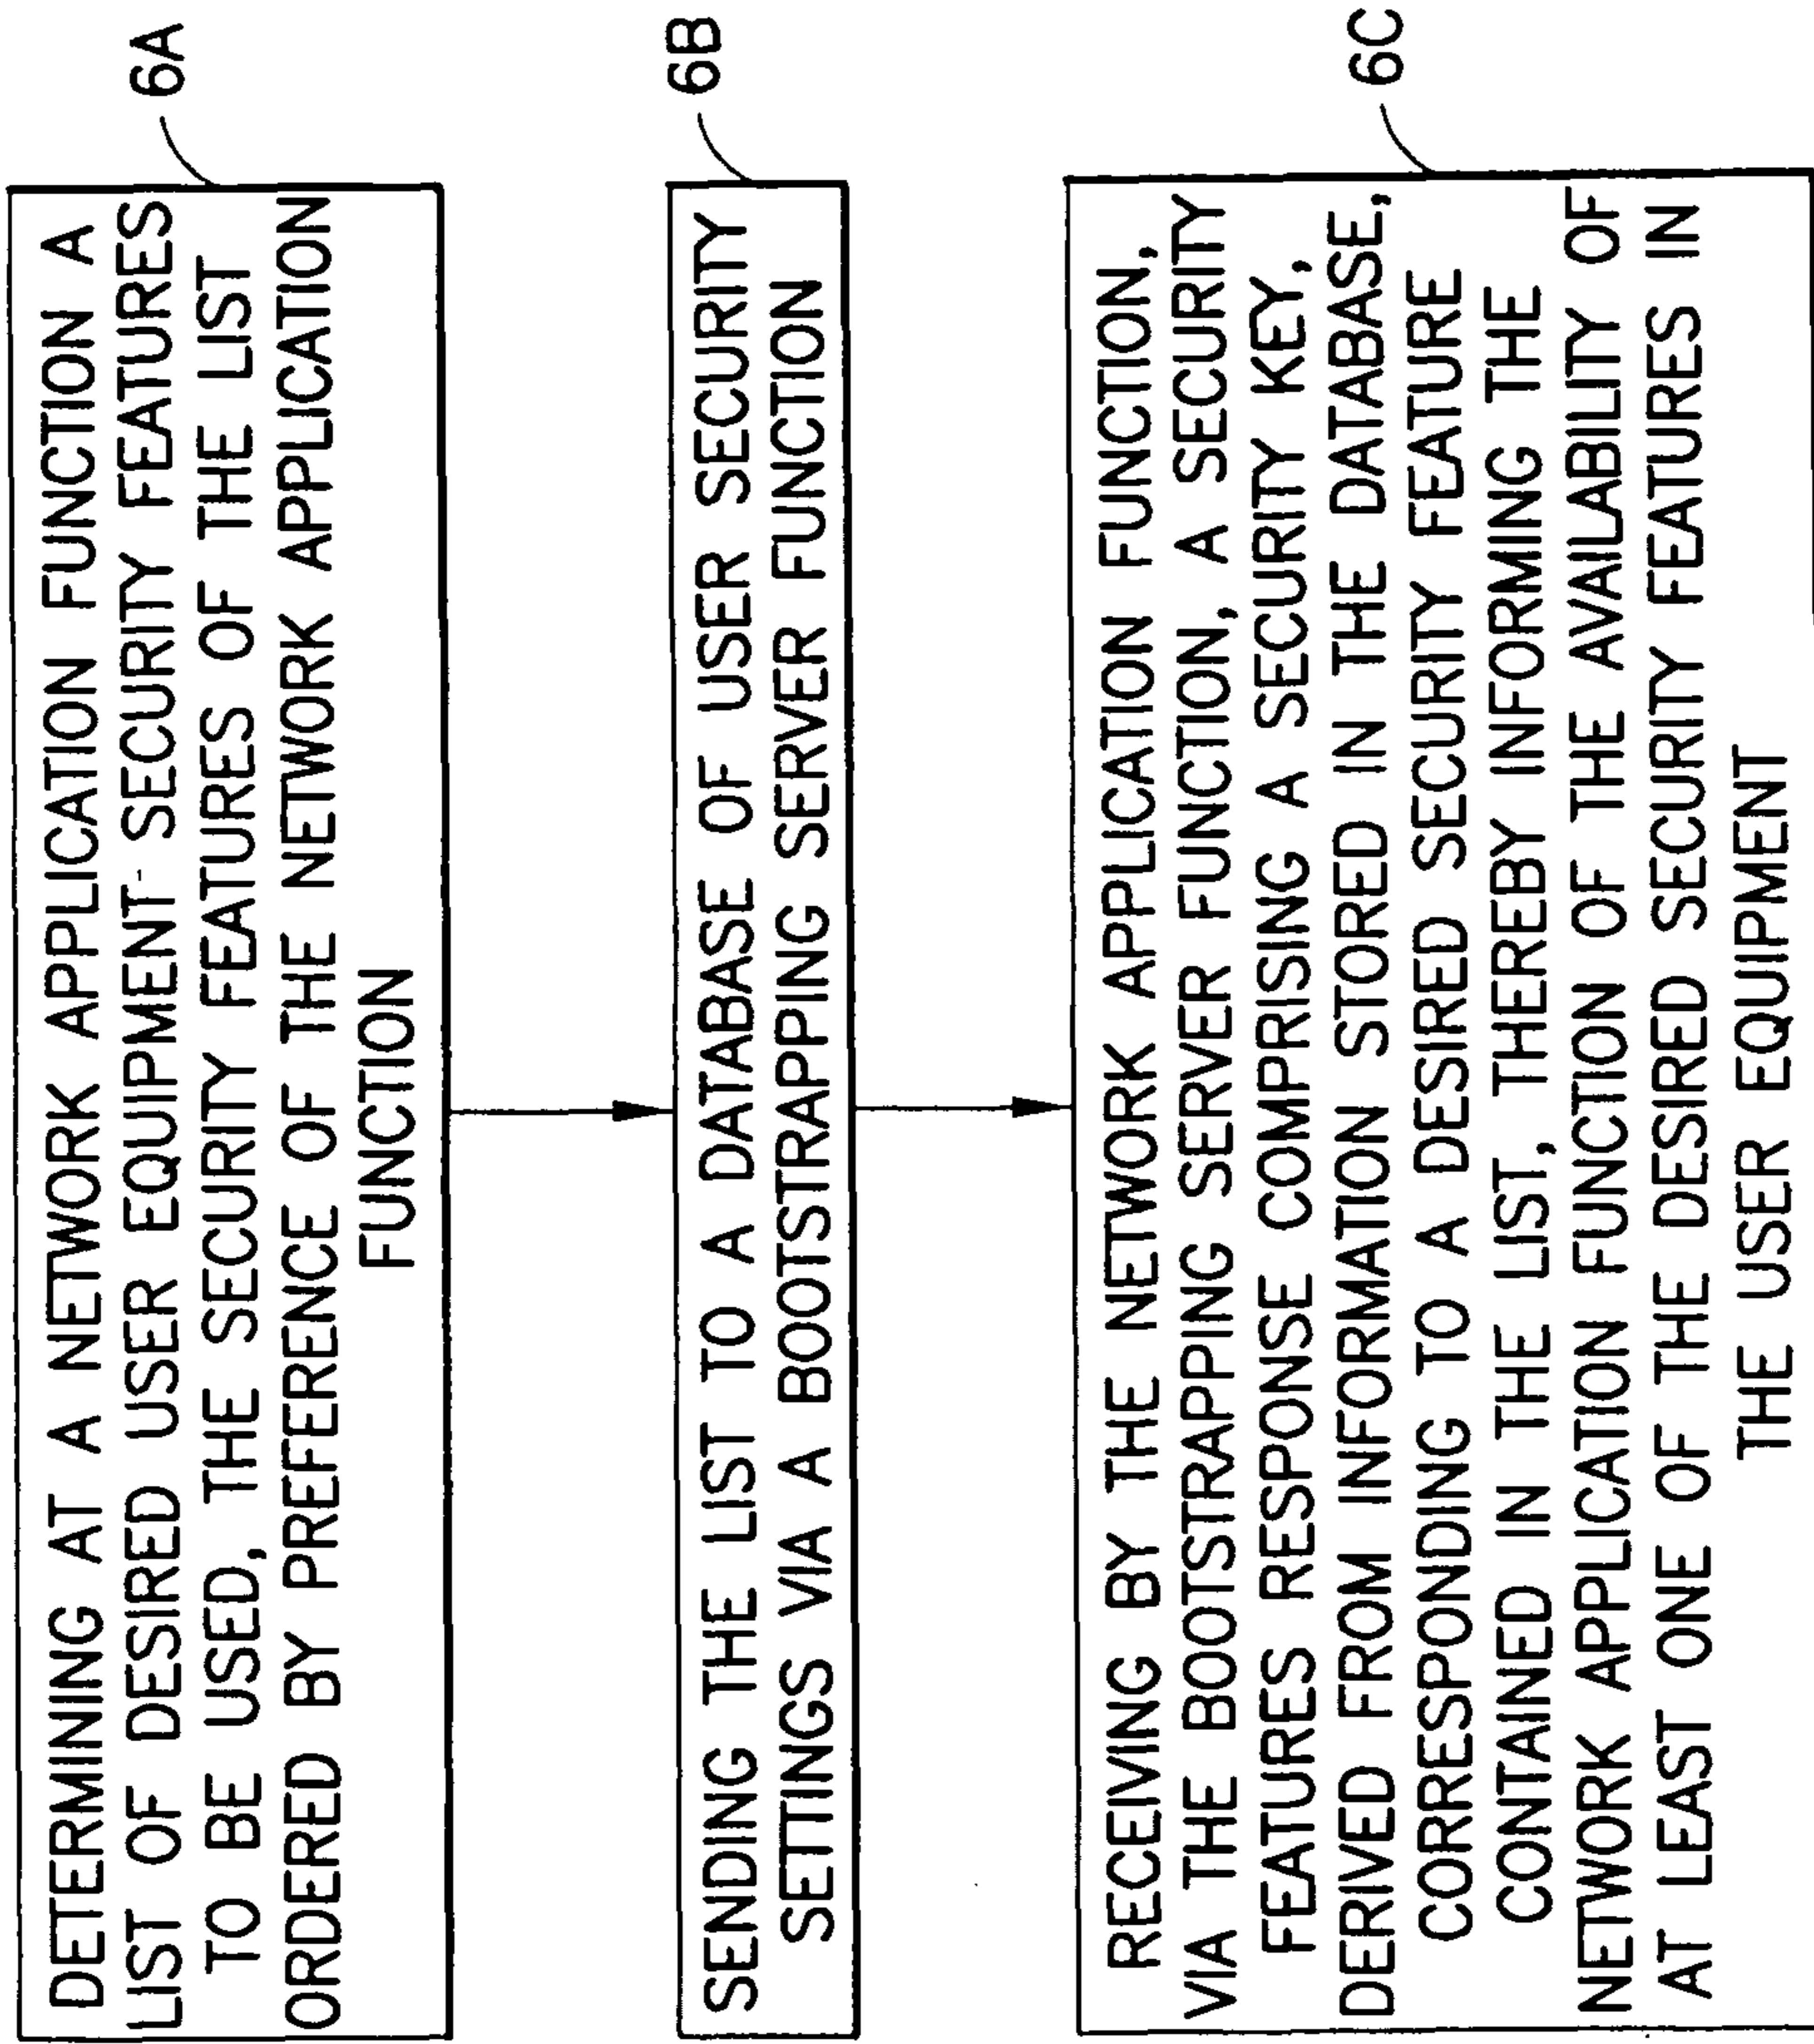 DETERMINING AT A NETWORK APPLICATION FUNCTION A
LIST OF DESIRED USER EQUIPMENT SECURITY FEATURES
TO BE USED, THE SECURITY FEATURES OF THE LIST
ORDERED BY PREFERENCE OF THE NETWORK APPLICATION
FUNCTION
6A
SENDING THE LIST TO A DATABASE OF USER SECURITY
SETTINGS VIA A BOOTSTRAPPING SERVER FUNCTION
6B
RECEIVING BY THE NETWORK APPLICATION FUNCTION,
VIA THE BOOTSTRAPPING SERVER FUNCTION, A SECURITY
FEATURES RESPONSE COMPRISING A SECURITY KEY,
DERIVED FROM INFORMATION STORED IN THE DATABASE,
CORRESPONDING TO A DESIRED SECURITY FEATURE
CONTAINED IN THE LIST, THEREBY INFORMING THE
NETWORK APPLICATION FUNCTION OF THE AVAILABILITY OF
AT LEAST ONE OF THE DESIRED SECURITY FEATURES IN
THE USER EQUIPMENT
6C